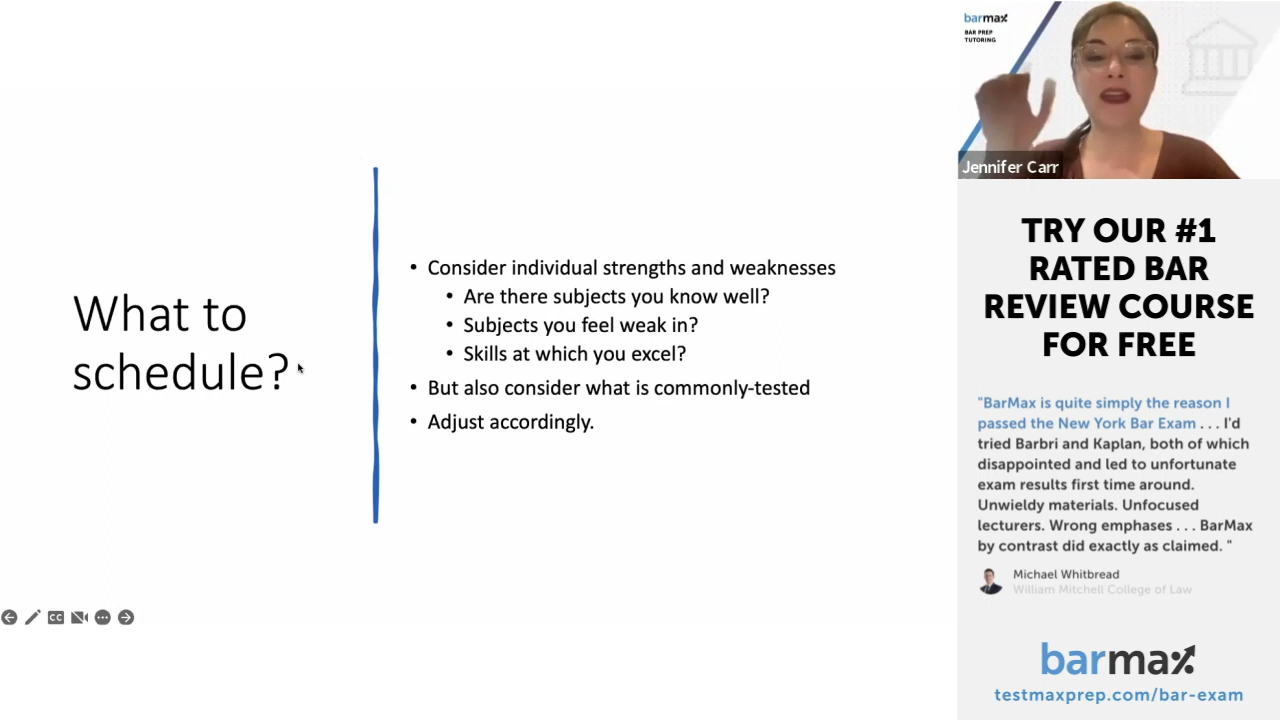 What to
schedule?
• Consider individual strengths and weaknesses
• Are there subjects you know well?
• Subjects you feel weak in?
• Skills at which you excel?
• But also consider what is commonly-tested
• Adjust accordingly.
CC
barmax
BAR PREP
TUTORING
Jennifer Carr
TRY OUR #1
RATED BAR
REVIEW COURSE
FOR FREE
"BarMax is quite simply the reason I
passed the New York Bar Exam . . . I'd
tried Barbri and Kaplan, both of which
disappointed and led to unfortunate
exam results first time around.
Unwieldy materials. Unfocused
lecturers. Wrong emphases . . . BarMax
by contrast did exactly as claimed. "
Michael Whitbread
William Mitchell College of Law
barmax
testmaxprep.com/bar-exam